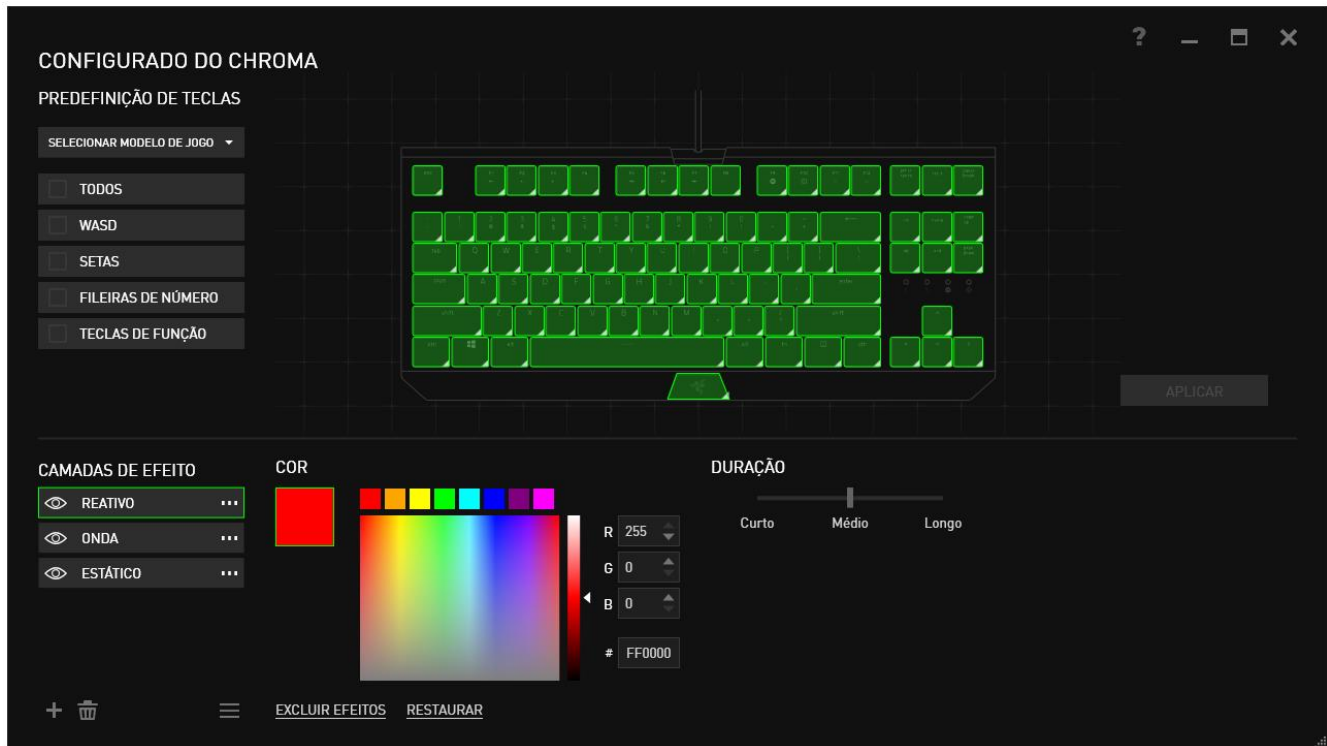 ?
CONFIGURADO DO CHROMA
PREDEFINIÇÃO DE TECLAS
SELECIONAR MODELO DE JOGO
TODOS
WASD
SETAS
FILEIRAS DE NÚMERO
TECLAS DE FUNÇÃO
Q W E R T Y
A S D F G H J K L
N M
APLICAR
CAMADAS DE EFEITO
REATIVO
ONDA
ESTÁTICO
COR
R 255
G 0
B 0
# FF0000
EXCLUIR EFEITOS RESTAURAR
DURAÇÃO
Curto Médio Longo